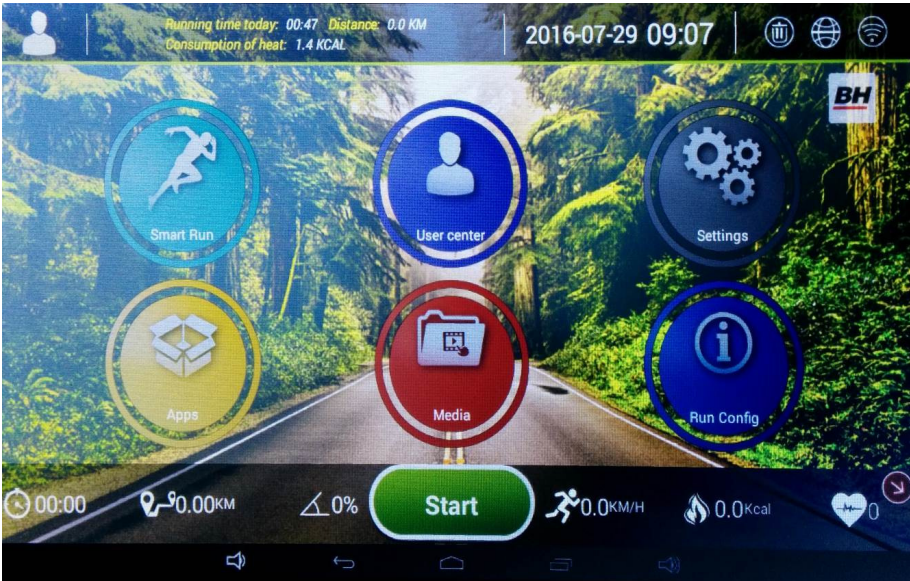 Running time today: 00:47 Distance: 0.0 KM
Consumption of heat: 1.4 KCAL
2016-07-29 09:07
BH
Smart Run
User center
Settings
Apps
Media
Run Config
00:00
0.00KM
0%
Start
0.0KM/H
0.0Kcal
0